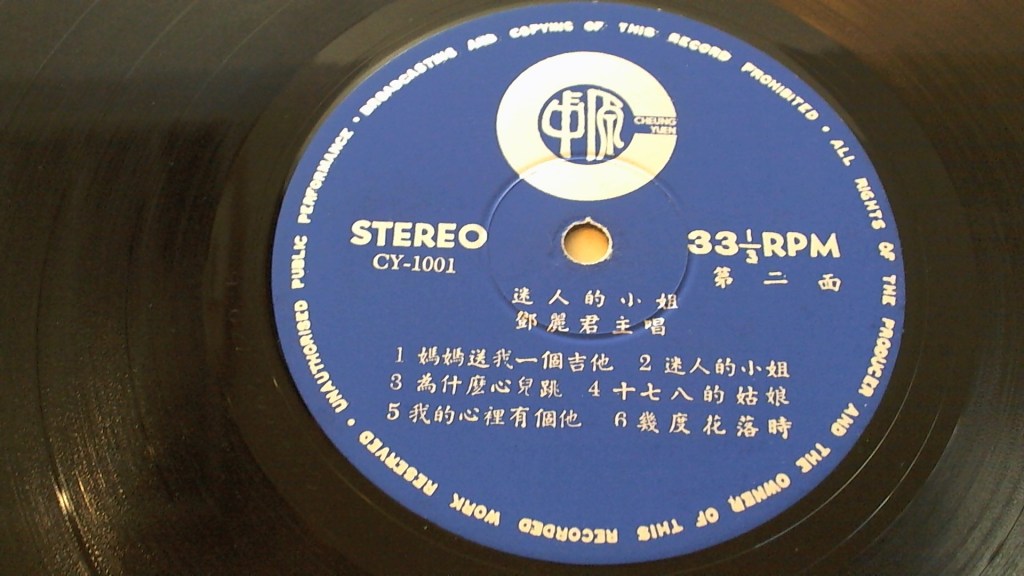 UNAUTHORISED PUBLIC PERFORMANCE • BROADCASTING AND COPYING OF THIS RECORD PROHIBITED • ALL RIGHTS OF THE PRODUCER AND THE OWNER OF THIS RECORDED WORK RESERVED •
中原
CHEUNG
YUEN
STEREO
CY-1001
33⅓RPM
第二面
迷人的小姐
鄧麗君主唱
1 媽媽送我一個吉他 2 迷人的小姐
3 為什麼心兒跳 4 十七八的姑娘
5 我的心裡有個他 6 幾度花落時